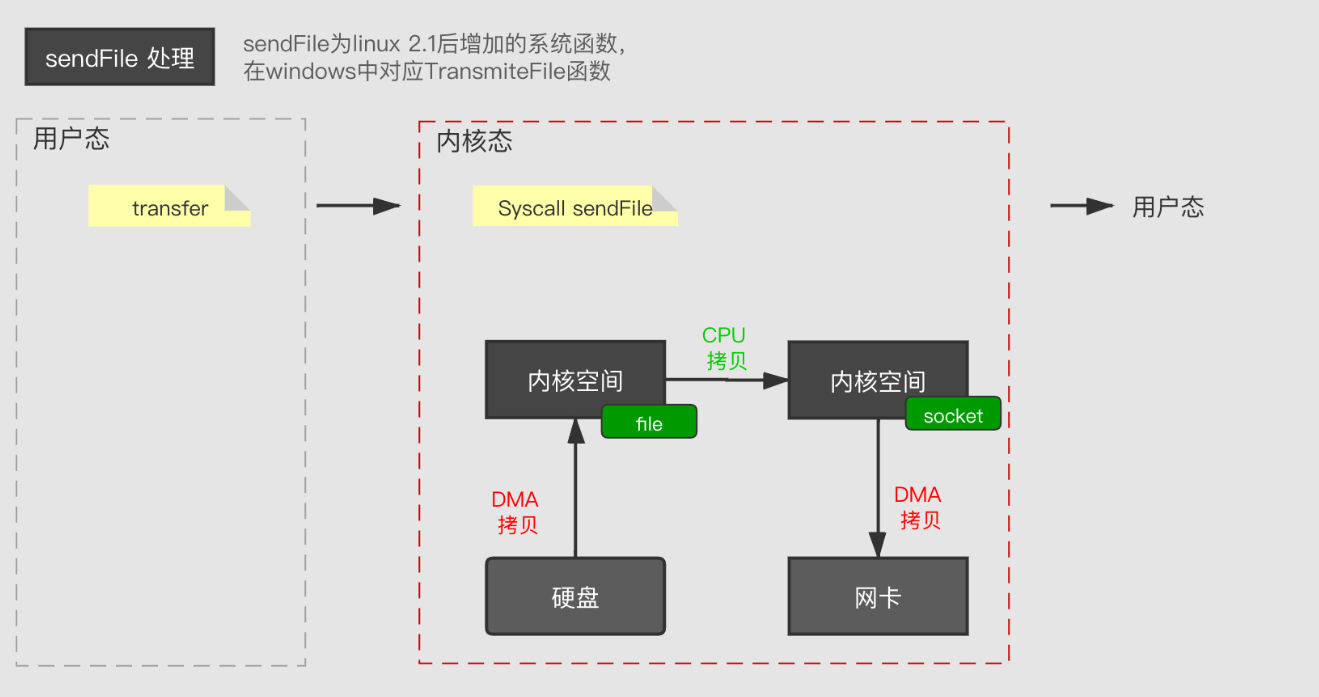 sendFile 处理
sendFile为linux 2.1后增加的系统函数，
在windows中对应TransmiteFile函数
用户态
transfer
内核态
Syscall sendFile
用户态
CPU
拷贝
内核空间
file
内核空间
socket
DMA
拷贝
DMA
拷贝
硬盘
网卡